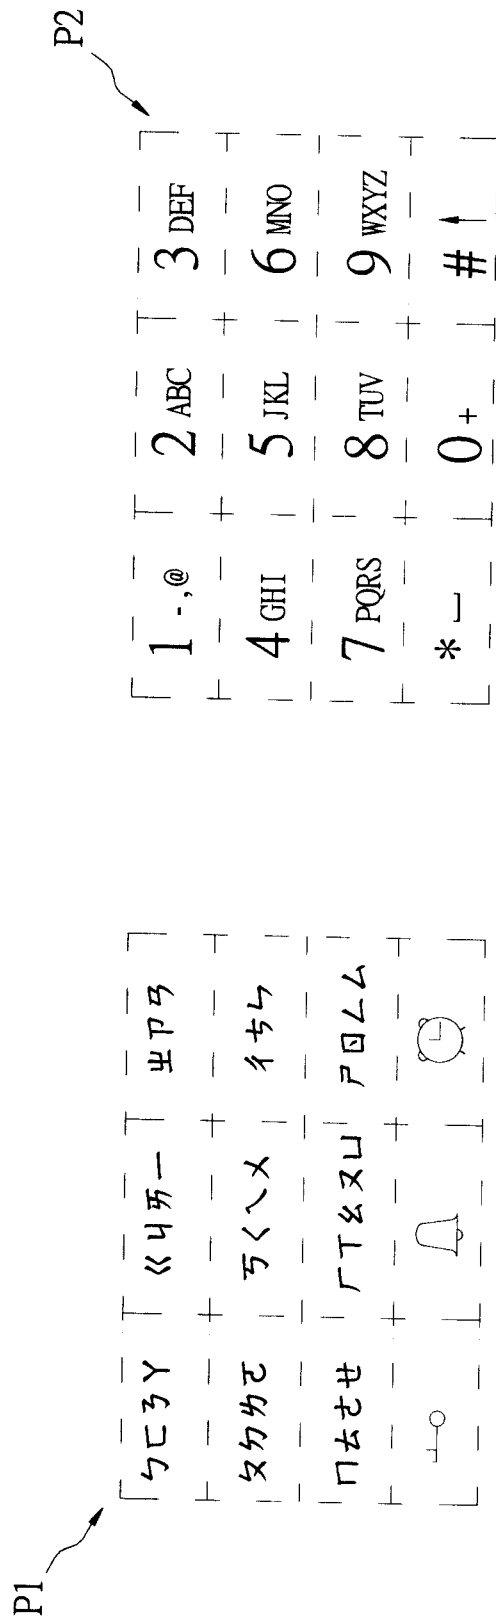 P1
ㄅㄈㄋㄚ ㄍㄐㄞㄧ ㄓㄗㄢ
ㄆㄉㄌㄛ ㄎㄑㄟㄨ ㄔㄘㄣ
ㄇㄊㄜㄝ ㄏㄒㄠㄡㄩ ㄕㄖㄥㄙ
P2
1 -,@ 2 ABC 3 DEF
4 GHI 5 JKL 6 MNO
7 PQRS 8 TUV 9 WXYZ
* ⎵ 0 + # ↑